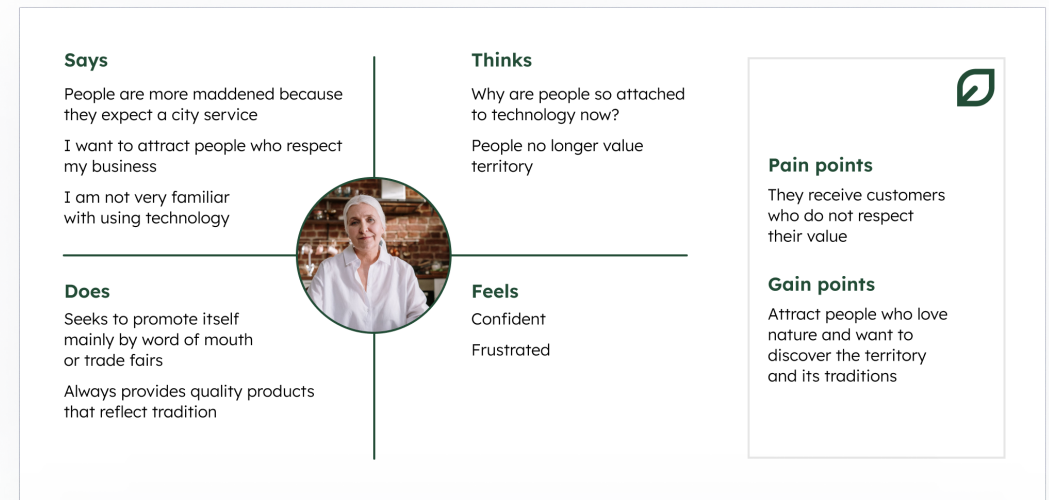 Says
People are more maddened because
they expect a city service
I want to attract people who respect
my business
I am not very familiar
with using technology
Thinks
Why are people so attached
to technology now?
People no longer value
territory
Does
Seeks to promote itself
mainly by word of mouth
or trade fairs
Always provides quality products
that reflect tradition
Feels
Confident
Frustrated
Pain points
They receive customers
who do not respect
their value
Gain points
Attract people who love
nature and want to
discover the territory
and its traditions